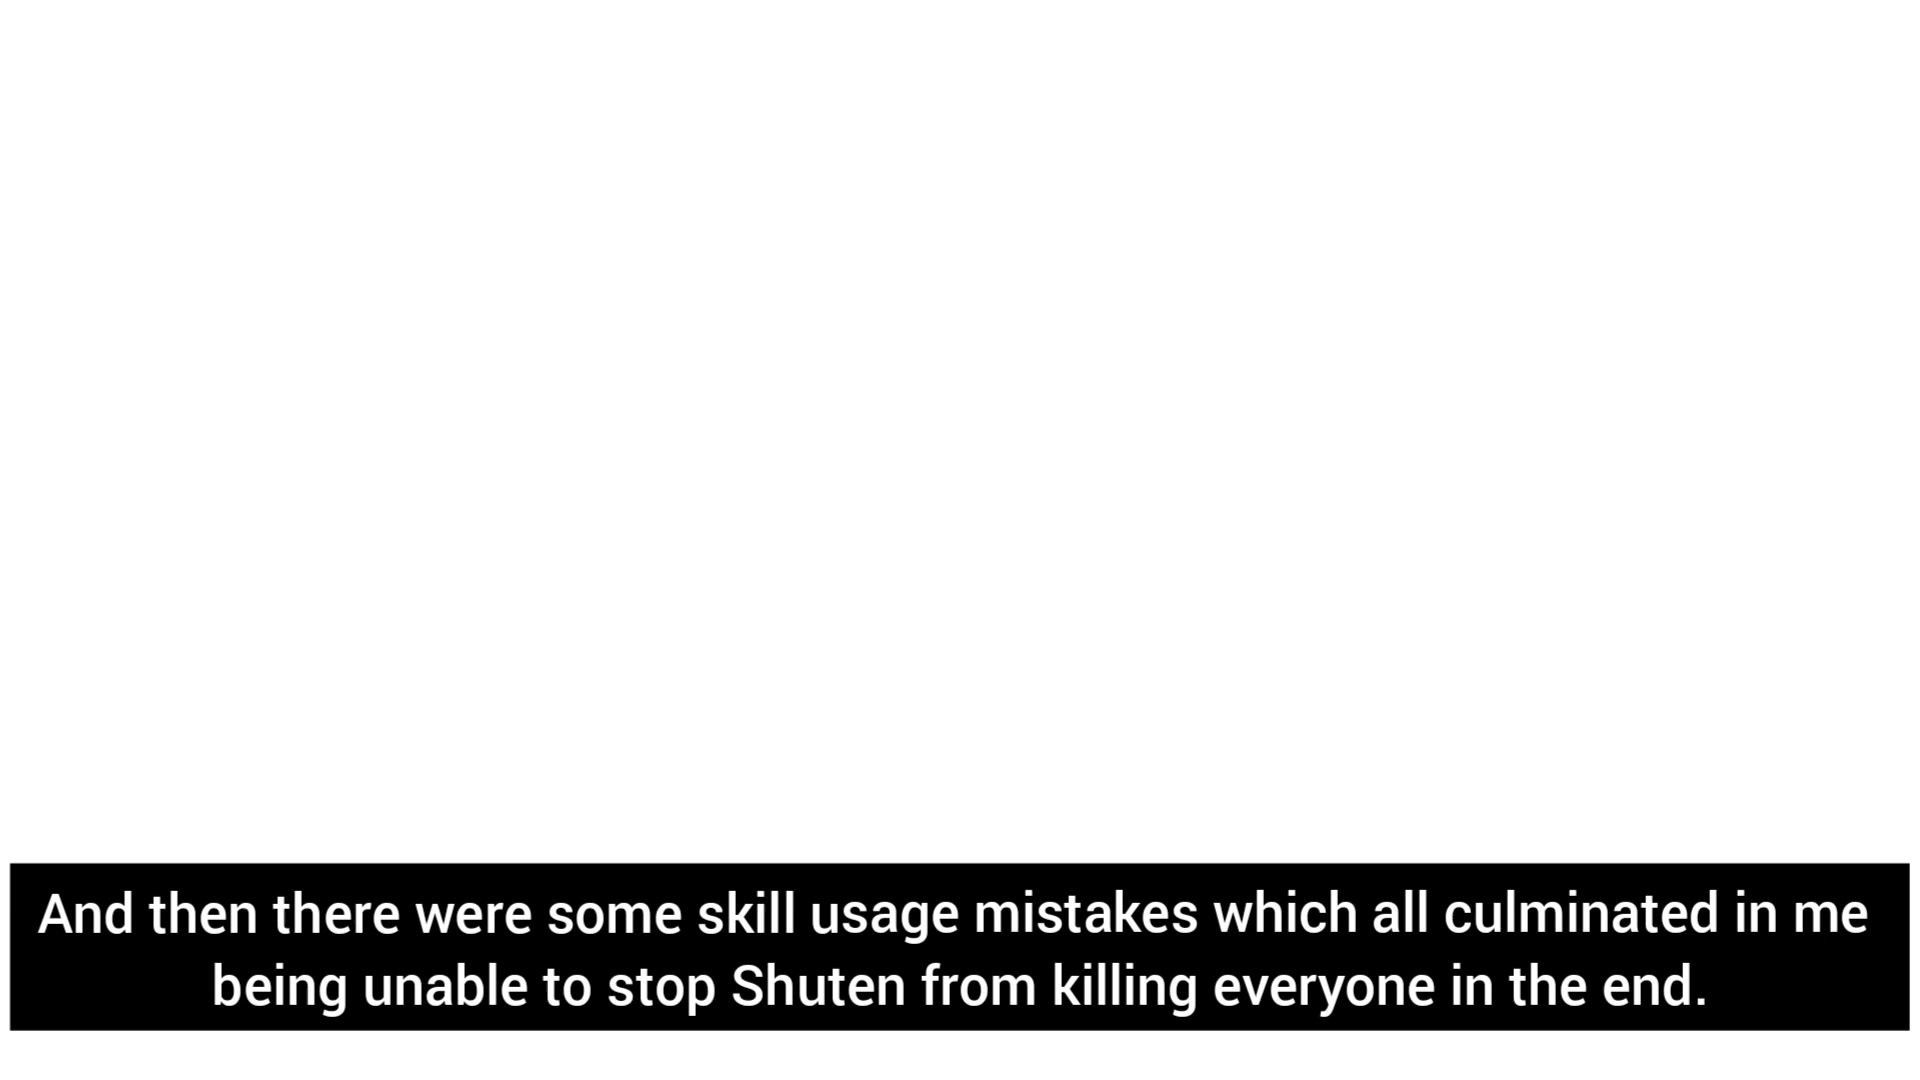 And then there were some skill usage mistakes which all culminated in me
being unable to stop Shuten from killing everyone in the end.